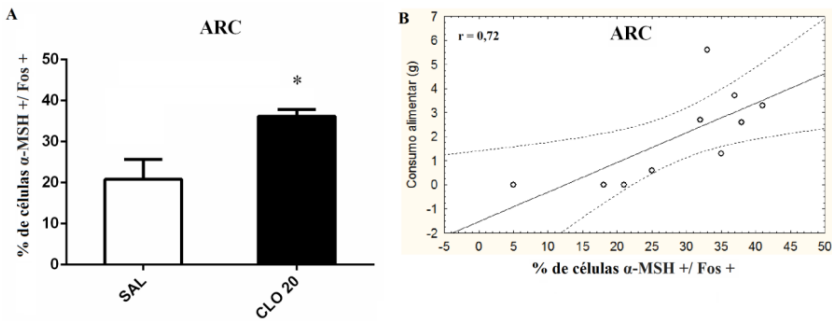 A
ARC
% de células α-MSH +/ Fos +
50
40
30
20
10
0
*
SAL
CLO 20
B
ARC
r = 0,72
Consumo alimentar (g)
7
6
5
4
3
2
1
0
-1
-2
-5 0 5 10 15 20 25 30 35 40 45 50
% de células α-MSH +/ Fos +